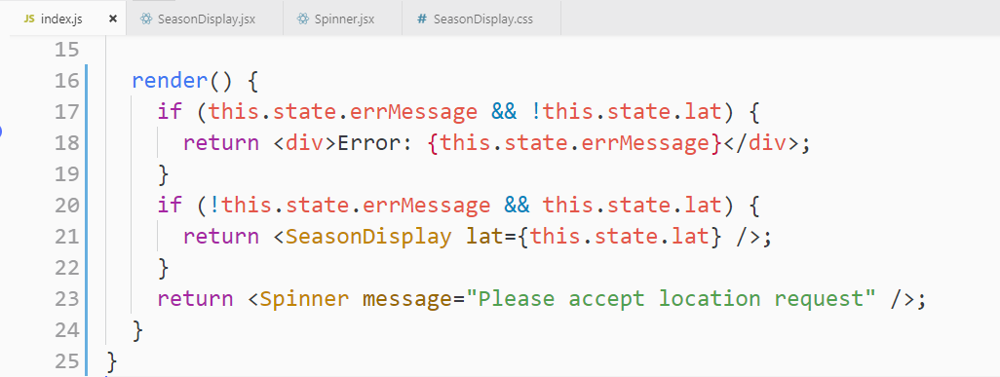 JS index.js × SeasonDisplay.jsx Spinner.jsx # SeasonDisplay.css
15
16 render() {
17 if (this.state.errMessage && !this.state.lat) {
18 return <div>Error: {this.state.errMessage}</div>;
19 }
20 if (!this.state.errMessage && this.state.lat) {
21 return <SeasonDisplay lat={this.state.lat} />;
22 }
23 return <Spinner message="Please accept location request" />;
24 }
25 }